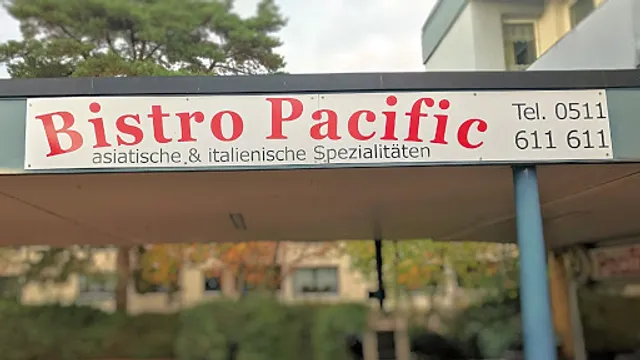 Bistro Pacific
asiatische & italienische Spezialitäten
Tel. 0511
611 611